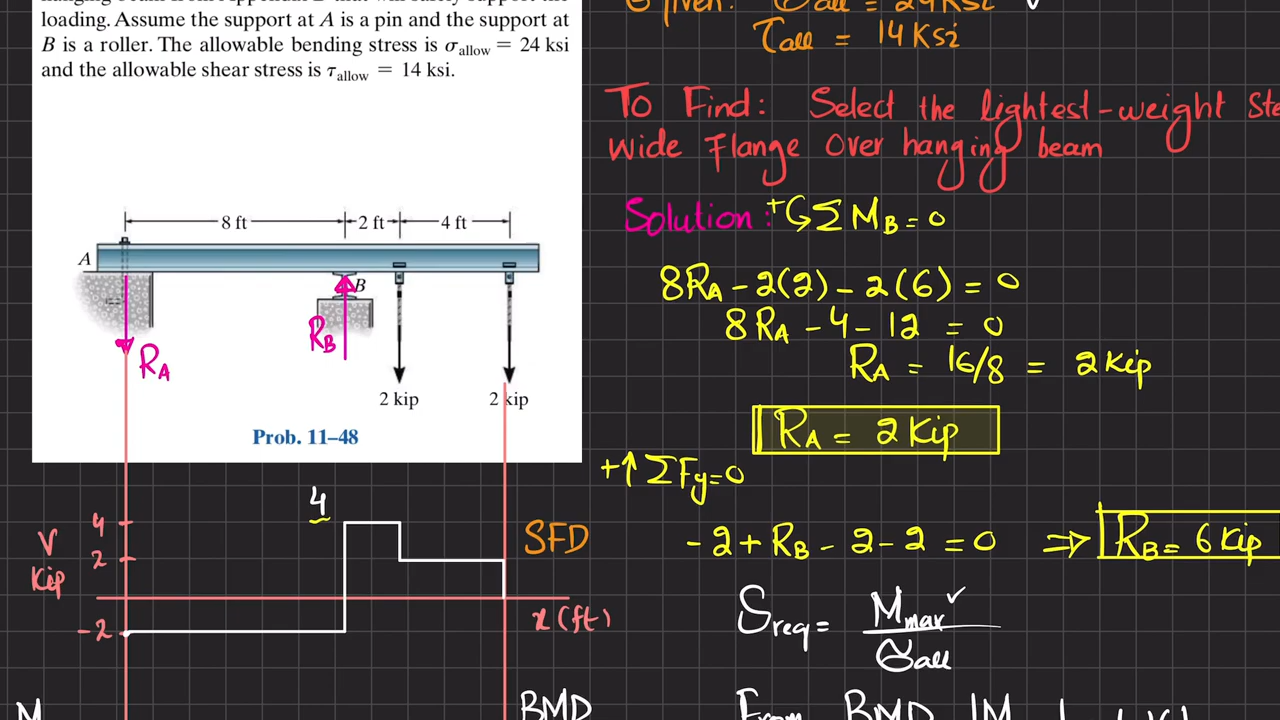 loading. Assume the support at A is a pin and the support at
B is a roller. The allowable bending stress is σallow = 24 ksi
and the allowable shear stress is τallow = 14 ksi.
8 ft
2 ft
4 ft
A
B
RA
RB
2 kip
2 kip
Prob. 11–48
Given: σall = 24 Ksi ✓
τall = 14 Ksi
To Find: Select the lightest-weight
Wide Flange Over hanging beam
Solution: +↺ΣMB=0
8RA - 2(2) - 2(6) = 0
8RA - 4 - 12 = 0
RA = 16/8 = 2 kip
RA = 2 Kip
+↑ ΣFy=0
-2 + RB - 2 - 2 = 0 ⇒ RB = 6 Kip
Sreq = Mmax ✓ / σall
From BMD
V
Kip
4
2
-2
4
SFD
x (ft)
M
BMD